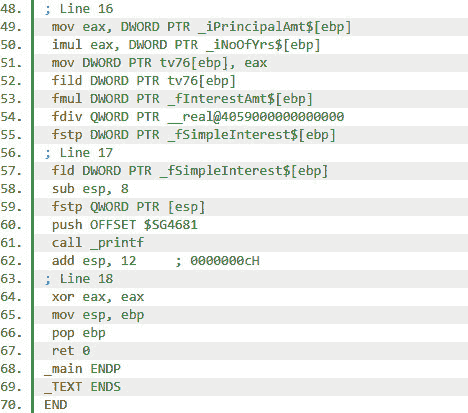 48. ; Line 16
49. mov eax, DWORD PTR _iPrincipalAmt$[ebp]
50. imul eax, DWORD PTR _iNoOfYrs$[ebp]
51. mov DWORD PTR tv76[ebp], eax
52. fild DWORD PTR tv76[ebp]
53. fmul DWORD PTR _fInterestAmt$[ebp]
54. fdiv QWORD PTR __real@4059000000000000
55. fstp DWORD PTR _fSimpleInterest$[ebp]
56. ; Line 17
57. fld DWORD PTR _fSimpleInterest$[ebp]
58. sub esp, 8
59. fstp QWORD PTR [esp]
60. push OFFSET $SG4681
61. call _printf
62. add esp, 12 ; 0000000cH
63. ; Line 18
64. xor eax, eax
65. mov esp, ebp
66. pop ebp
67. ret 0
68. _main ENDP
69. _TEXT ENDS
70. END